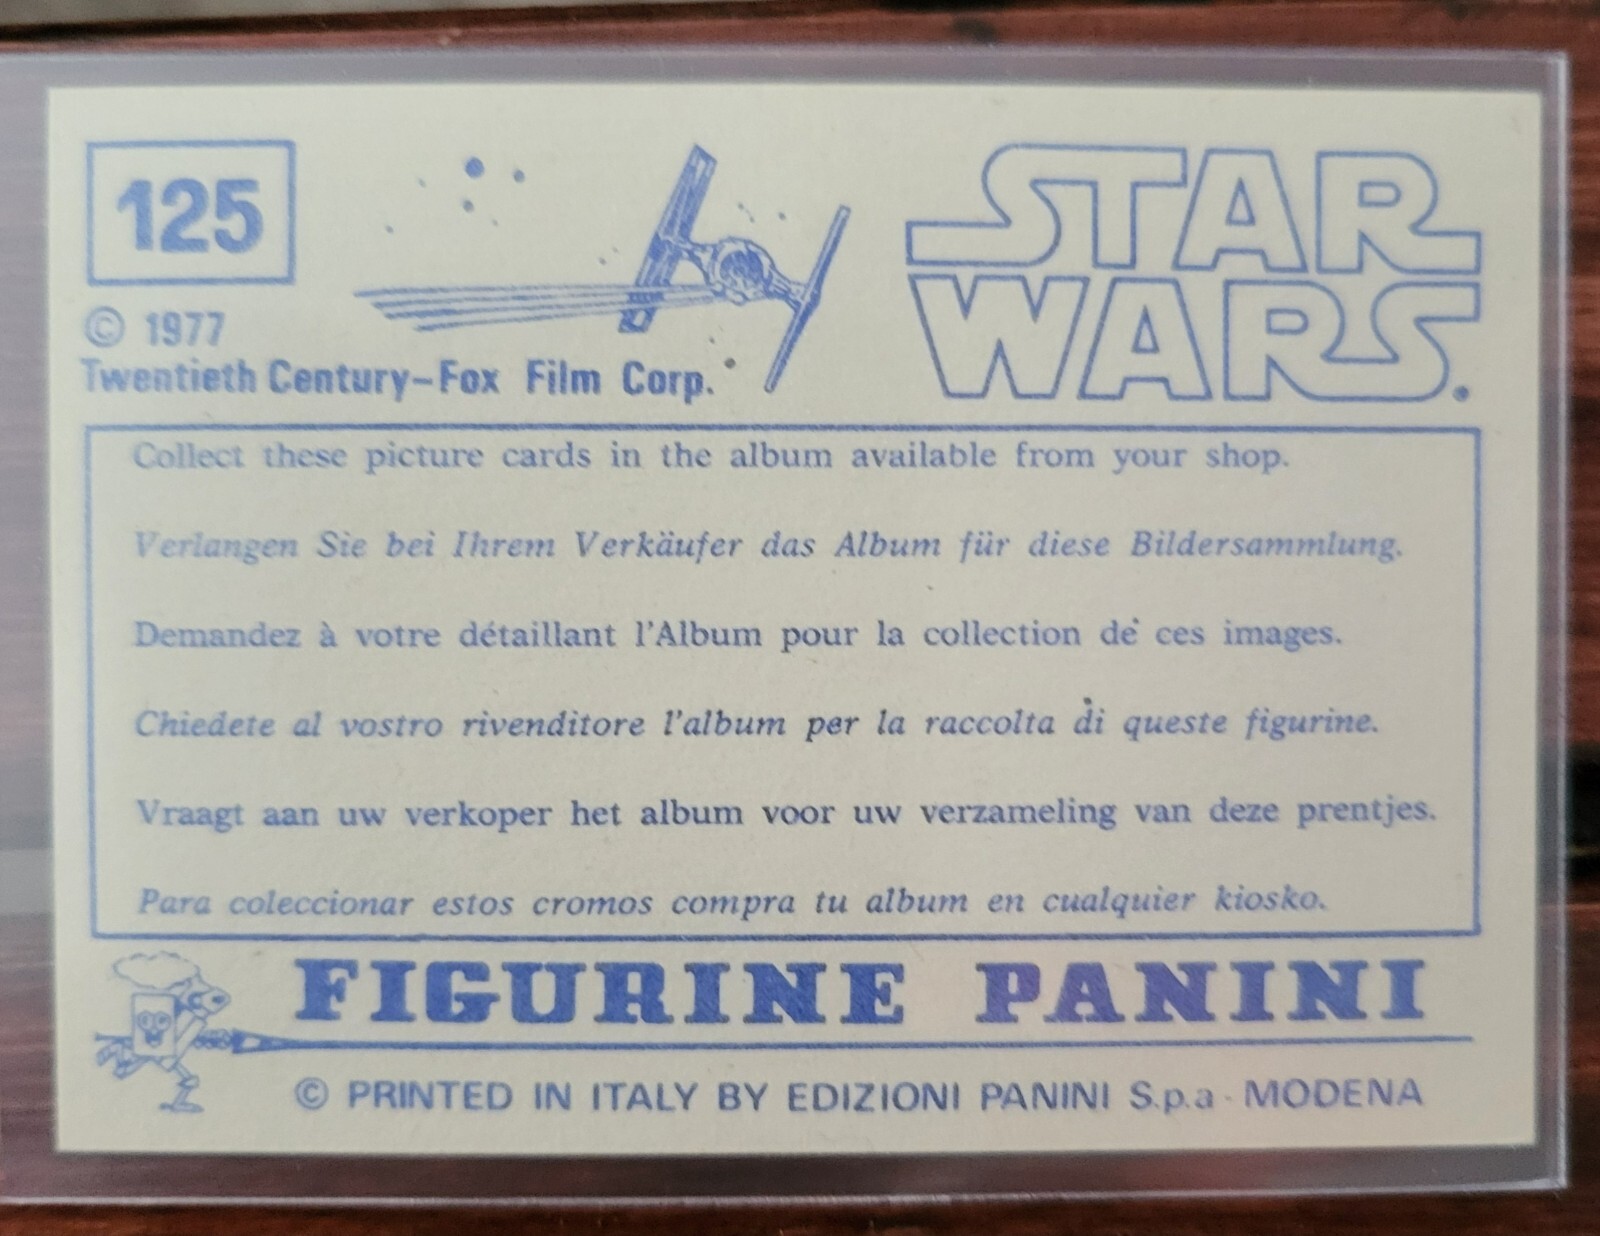 125
© 1977
Twentieth Century-Fox Film Corp.
STAR
WARS.
Collect these picture cards in the album available from your shop.
Verlangen Sie bei Ihrem Verkäufer das Album für diese Bildersammlung.
Demandez à votre détaillant l'Album pour la collection de ces images.
Chiedete al vostro rivenditore l'album per la raccolta di queste figurine.
Vraagt aan uw verkoper het album voor uw verzameling van deze prentjes.
Para coleccionar estos cromos compra tu album en cualquier kiosko.
FIGURINE PANINI
© PRINTED IN ITALY BY EDIZIONI PANINI S.p.a - MODENA